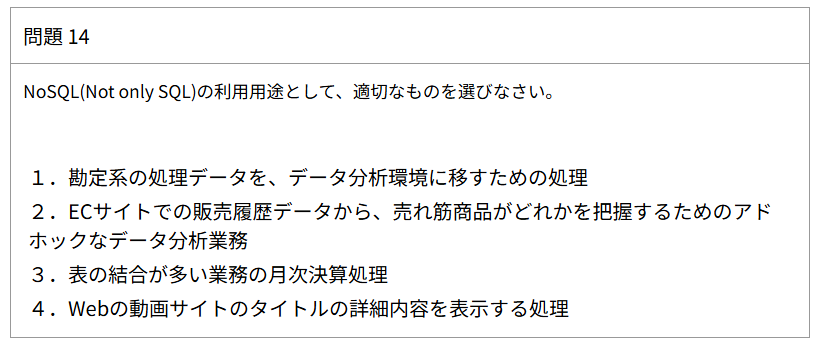 問題 14
NoSQL(Not only SQL)の利用用途として、適切なものを選びなさい。
１．勘定系の処理データを、データ分析環境に移すための処理
２．ECサイトでの販売履歴データから、売れ筋商品がどれかを把握するためのアド
ホックなデータ分析業務
３．表の結合が多い業務の月次決算処理
４．Webの動画サイトのタイトルの詳細内容を表示する処理